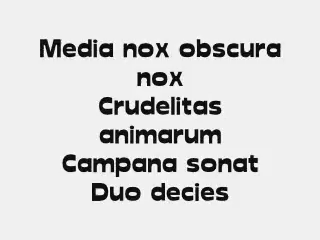 Media nox obscura
nox
Crudelitas
animarum
Campana sonat
Duo decies